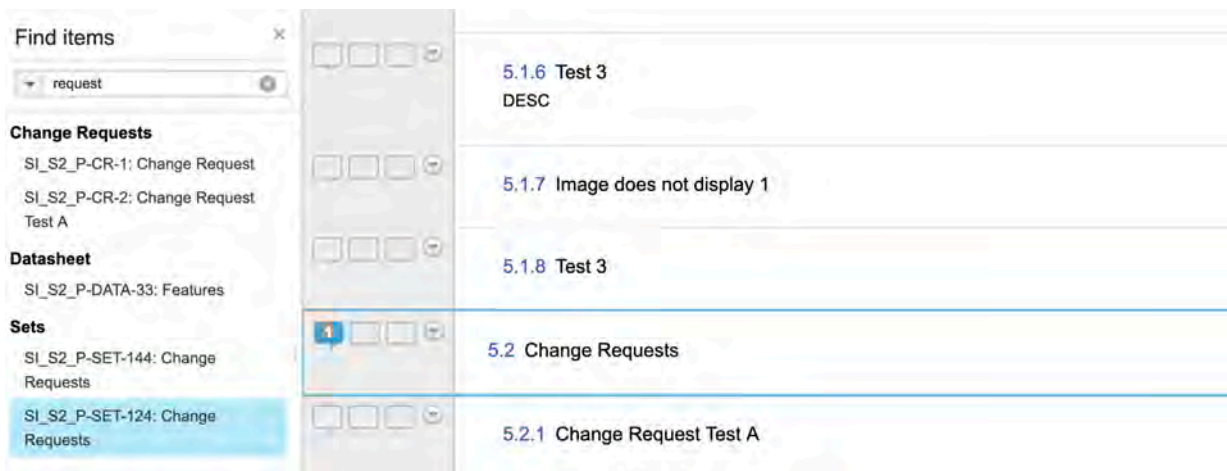 Find items
request
Change Requests
SI_S2_P-CR-1: Change Request
SI_S2_P-CR-2: Change Request
Test A
Datasheet
SI_S2_P-DATA-33: Features
Sets
SI_S2_P-SET-144: Change
Requests
SI_S2_P-SET-124: Change
Requests
5.1.6 Test 3
DESC
5.1.7 Image does not display 1
5.1.8 Test 3
1
5.2 Change Requests
5.2.1 Change Request Test A